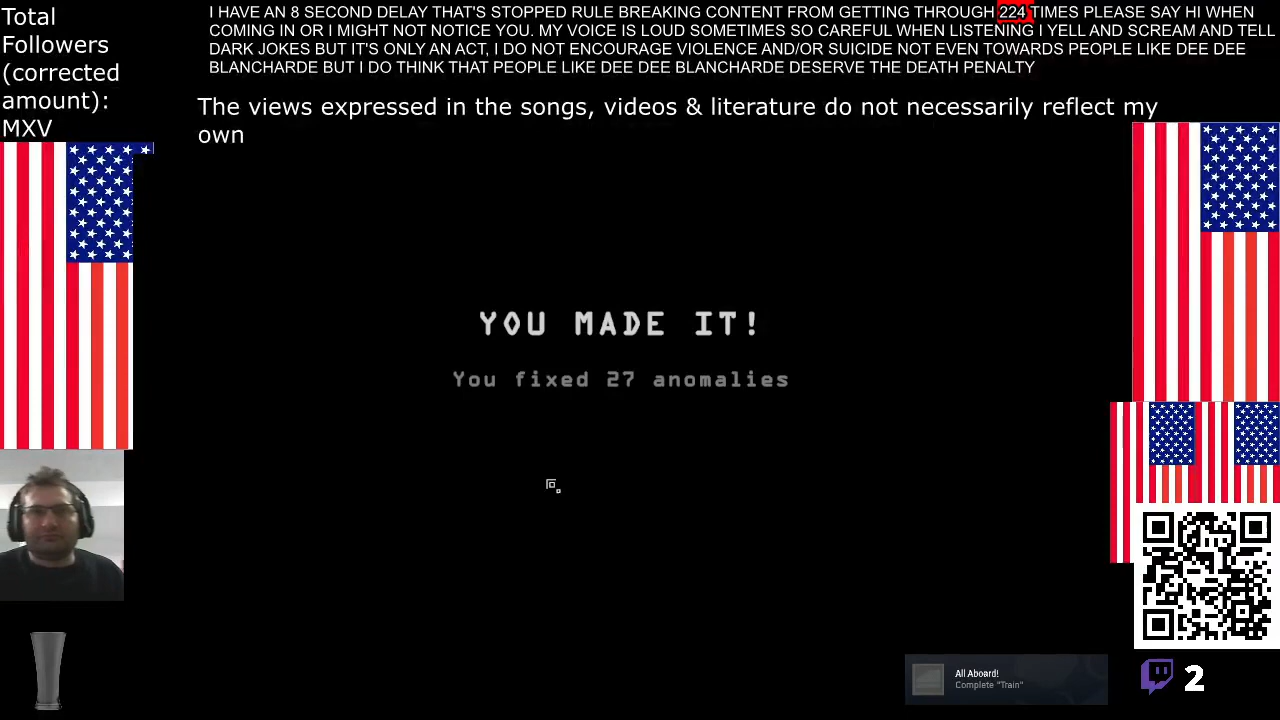 Total
Followers
(corrected
amount):
MXV
I HAVE AN 8 SECOND DELAY THAT'S STOPPED RULE BREAKING CONTENT FROM GETTING THROUGH 224 TIMES PLEASE SAY HI WHEN
COMING IN OR I MIGHT NOT NOTICE YOU. MY VOICE IS LOUD SOMETIMES SO CAREFUL WHEN LISTENING I YELL AND SCREAM AND TELL
DARK JOKES BUT IT'S ONLY AN ACT, I DO NOT ENCOURAGE VIOLENCE AND/OR SUICIDE NOT EVEN TOWARDS PEOPLE LIKE DEE DEE
BLANCHARDE BUT I DO THINK THAT PEOPLE LIKE DEE DEE BLANCHARDE DESERVE THE DEATH PENALTY
The views expressed in the songs, videos & literature do not necessarily reflect my
own
YOU MADE IT!
You fixed 27 anomalies
All Aboard!
Complete "Train"
2